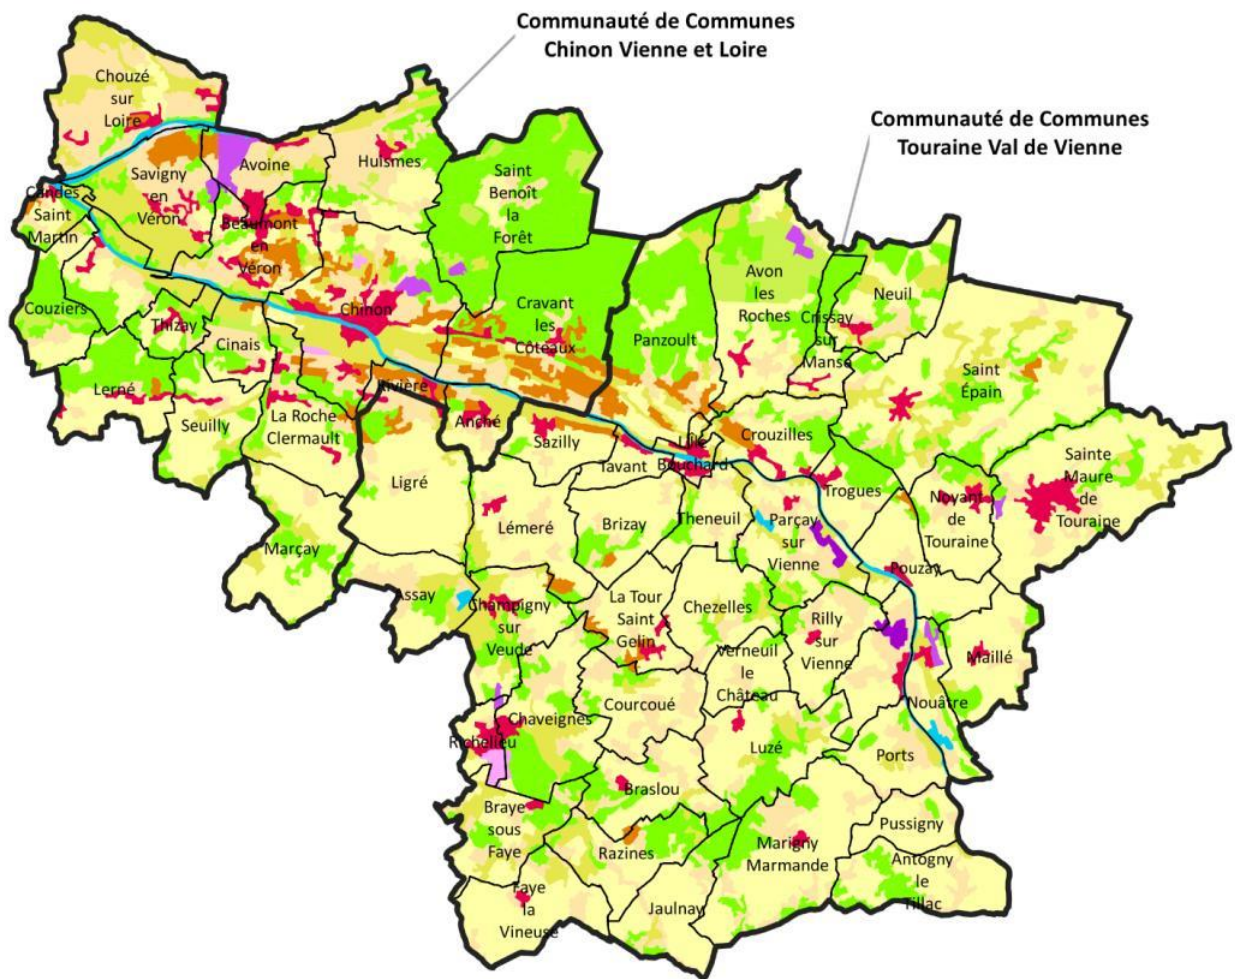 Communauté de Communes
Chinon Vienne et Loire
Communauté de Communes
Touraine Val de Vienne
Chouzé
sur
Loire
Avoine
Huismes
Savigny
en
Véron
Saint
Benoît
la
Forêt
Candes
Saint
Martin
Beaumont
en
Véron
Couziers
Thizay
Cinais
Chinon
Cravant
les
Côteaux
Panzoult
Avon
les
Roches
Neuil
Crissay
sur
Manse
Saint
Épain
Lerné
Seuilly
La Roche
Clermault
Rivière
Anché
Sazilly
Tavant
L'Île
Bouchard
Crouzilles
Trogues
Sainte
Maure
de
Touraine
Noyant
de
Touraine
Ligré
Lémeré
Brizay
Theneuil
Parçay
sur
Vienne
Marçay
Assay
Champigny
sur
Veude
La Tour
Saint
Gelin
Chezelles
Pouzay
Rilly
sur
Vienne
Verneuil
le
Château
Maillé
Nouâtre
Chaveignes
Courcoué
Richelieu
Luzé
Ports
Braslou
Braye
sous
Faye
Razines
Marigny
Marmande
Pussigny
Antogny
le
Tillac
Faye
la
Vineuse
Jaulnay